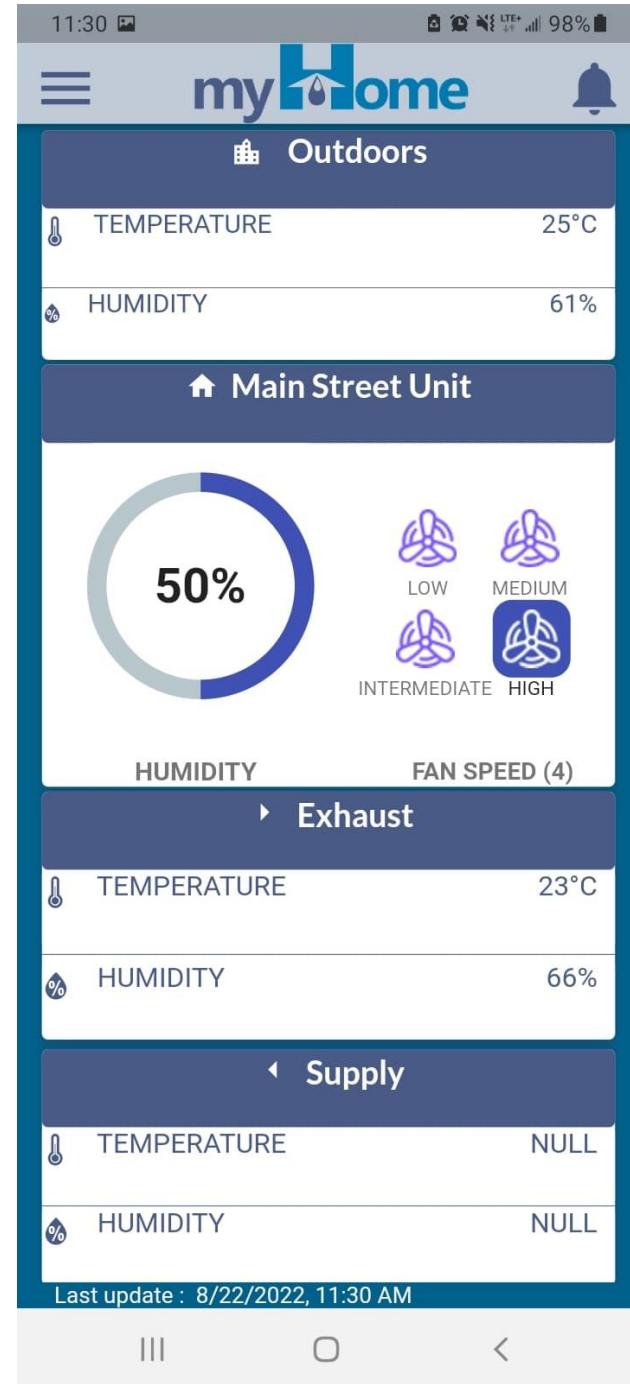 11:30 LTE+ 98%
myHome
Outdoors
TEMPERATURE 25°C
% HUMIDITY 61%
Main Street Unit
50%
LOW MEDIUM
INTERMEDIATE HIGH
HUMIDITY FAN SPEED (4)
Exhaust
TEMPERATURE 23°C
% HUMIDITY 66%
Supply
TEMPERATURE NULL
% HUMIDITY NULL
Last update : 8/22/2022, 11:30 AM